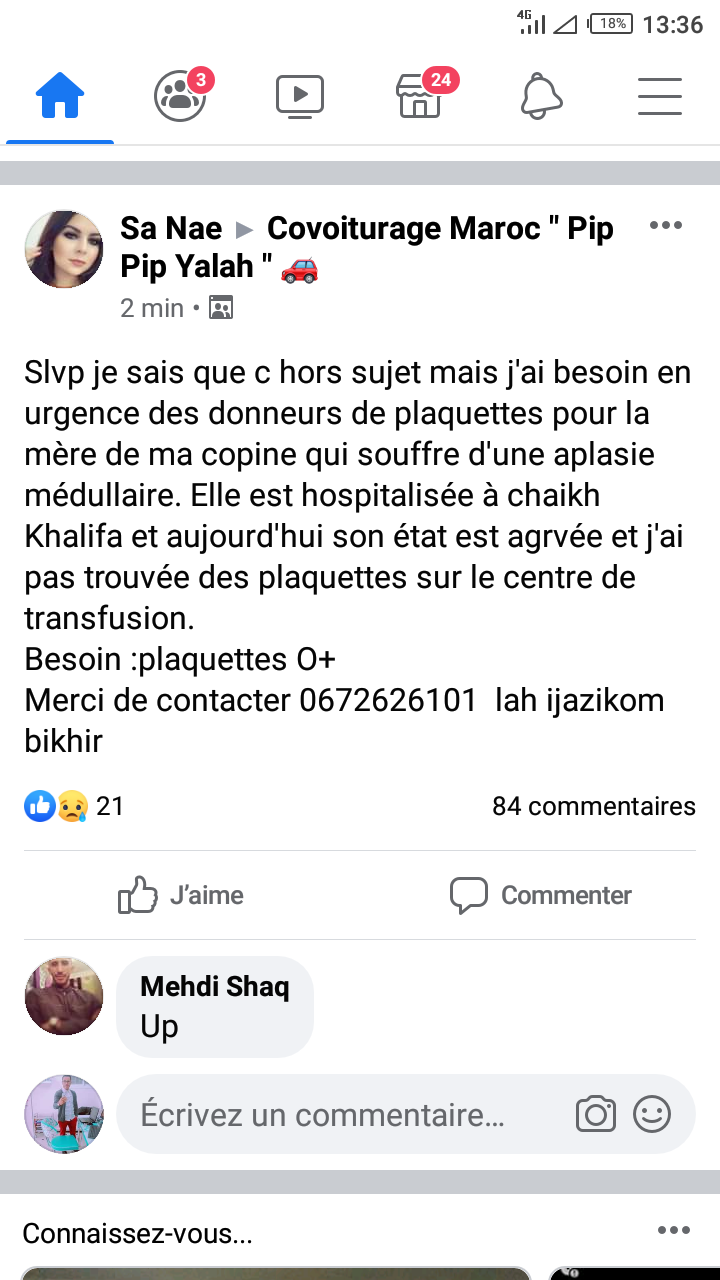 4G 18% 13:36
3 24
Sa Nae ▸ Covoiturage Maroc " Pip
Pip Yalah " 🚗
2 min •
Slvp je sais que c hors sujet mais j'ai besoin en
urgence des donneurs de plaquettes pour la
mère de ma copine qui souffre d'une aplasie
médullaire. Elle est hospitalisée à chaikh
Khalifa et aujourd'hui son état est agrvée et j'ai
pas trouvée des plaquettes sur le centre de
transfusion.
Besoin :plaquettes O+
Merci de contacter 0672626101 lah ijazikom
bikhir
21 84 commentaires
J'aime Commenter
Mehdi Shaq
Up
Écrivez un commentaire...
Connaissez-vous...